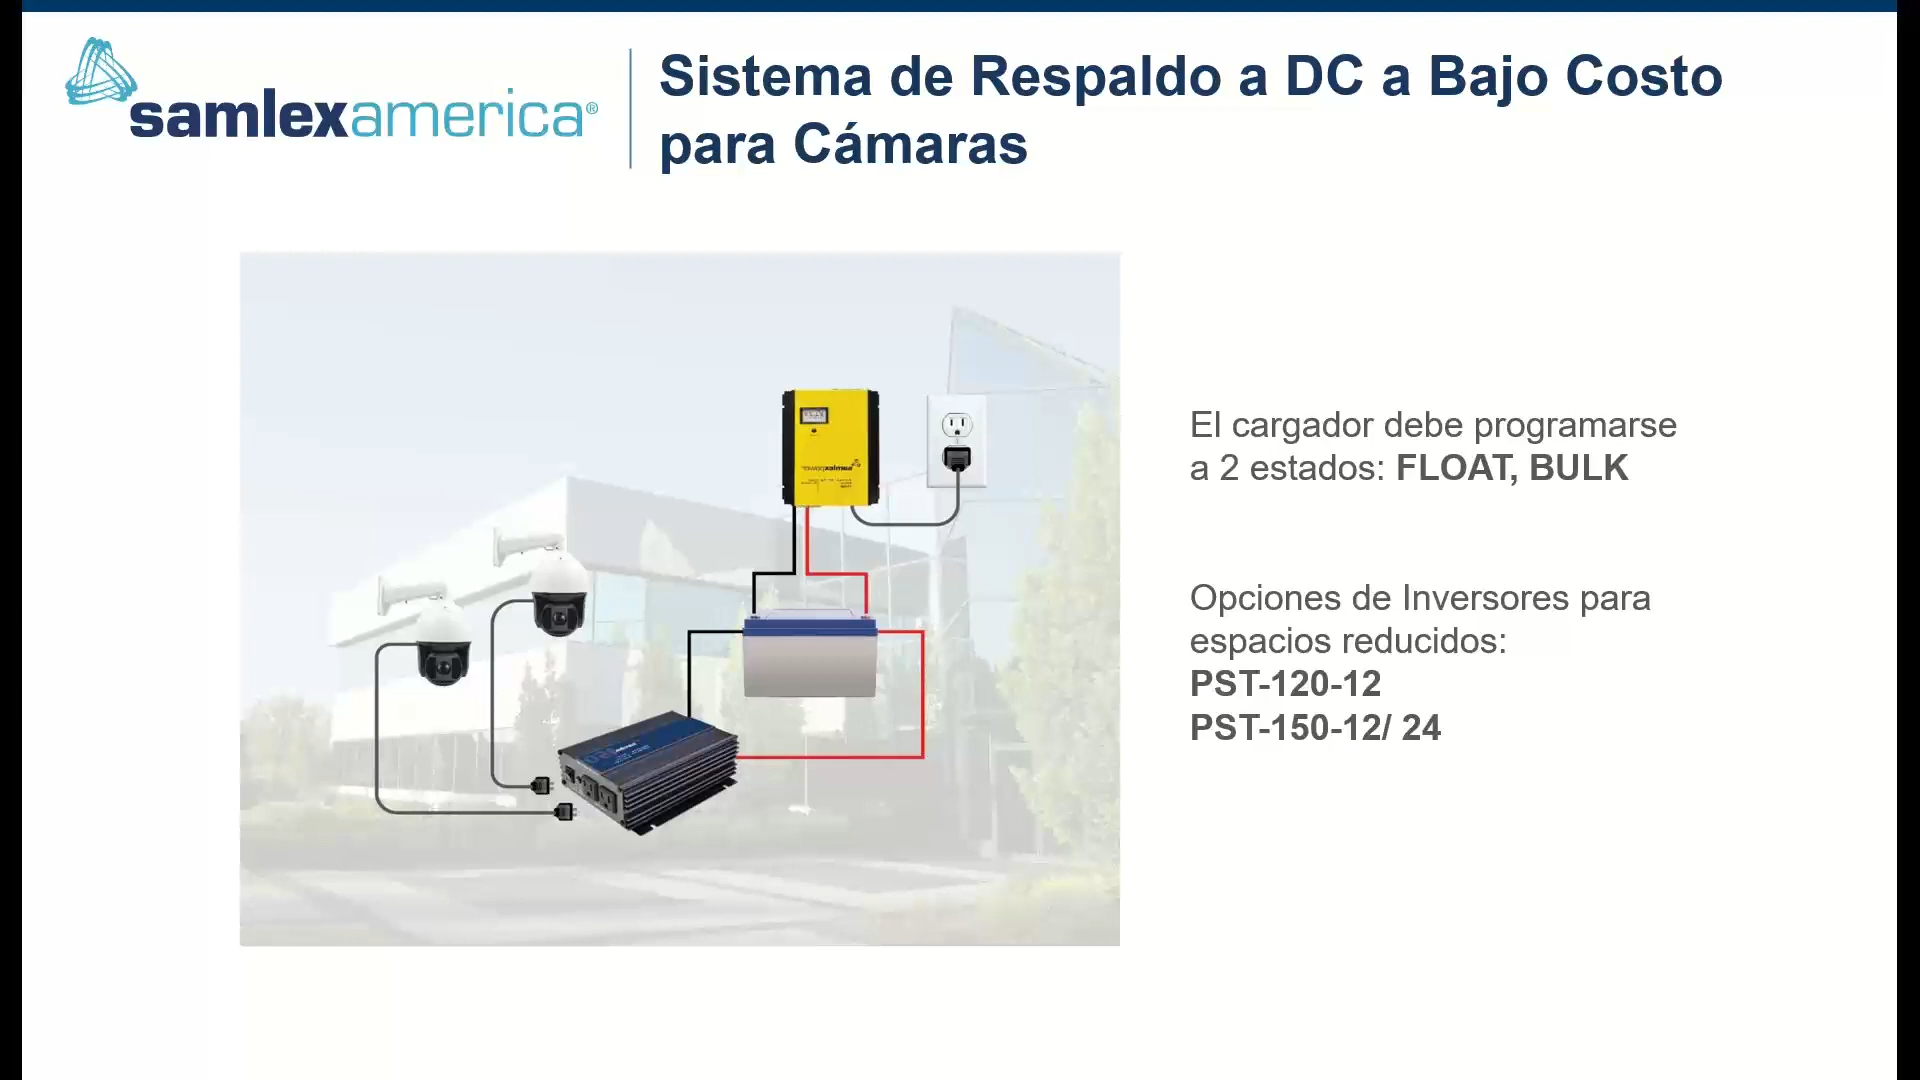 samlexamerica®
Sistema de Respaldo a DC a Bajo Costo
para Cámaras
El cargador debe programarse
a 2 estados: FLOAT, BULK
Opciones de Inversores para
espacios reducidos:
PST-120-12
PST-150-12/ 24